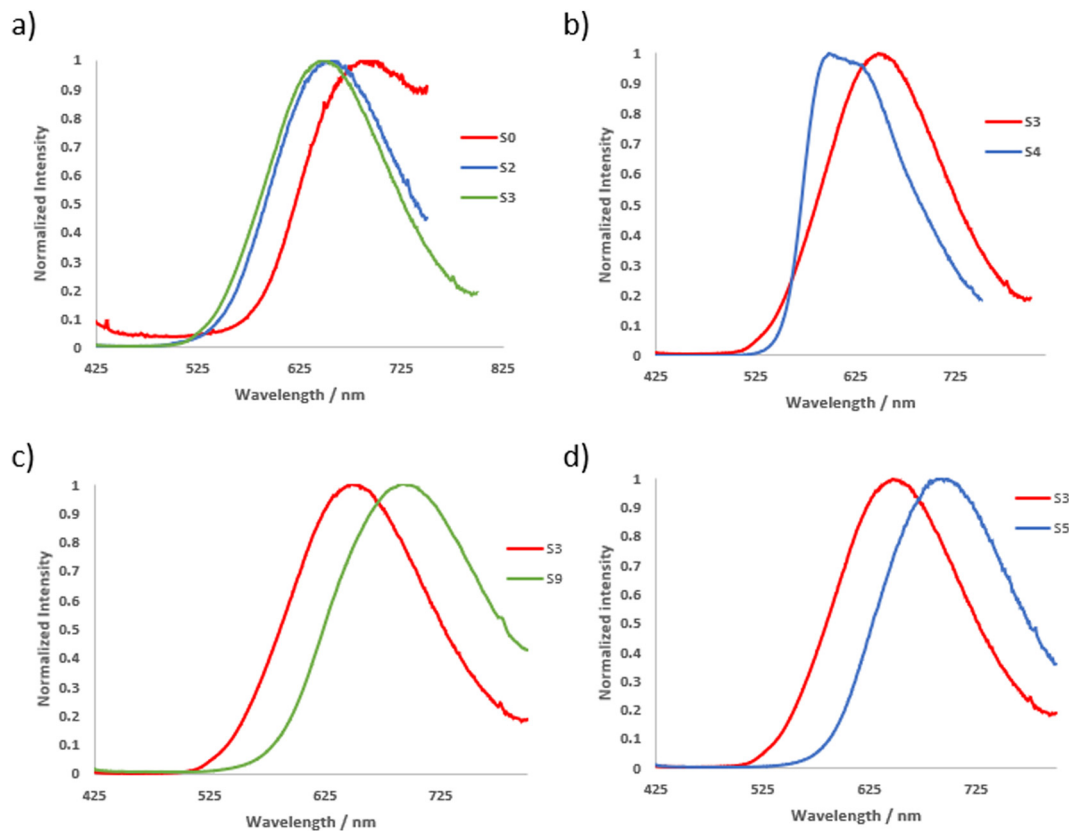 a)
Normalized Intensity
1
0.9
0.8
0.7
0.6
0.5
0.4
0.3
0.2
0.1
0
425
525
625
725
825
Wavelength / nm
S0
S2
S3
b)
Normalized Intensity
1
0.9
0.8
0.7
0.6
0.5
0.4
0.3
0.2
0.1
0
425
525
625
725
Wavelength / nm
S3
S4
c)
Normalized Intensity
1
0.9
0.8
0.7
0.6
0.5
0.4
0.3
0.2
0.1
0
425
525
625
725
Wavelength / nm
S3
S9
d)
Normalized intensity
1
0.9
0.8
0.7
0.6
0.5
0.4
0.3
0.2
0.1
0
425
525
625
725
Wavelength / nm
S3
S5